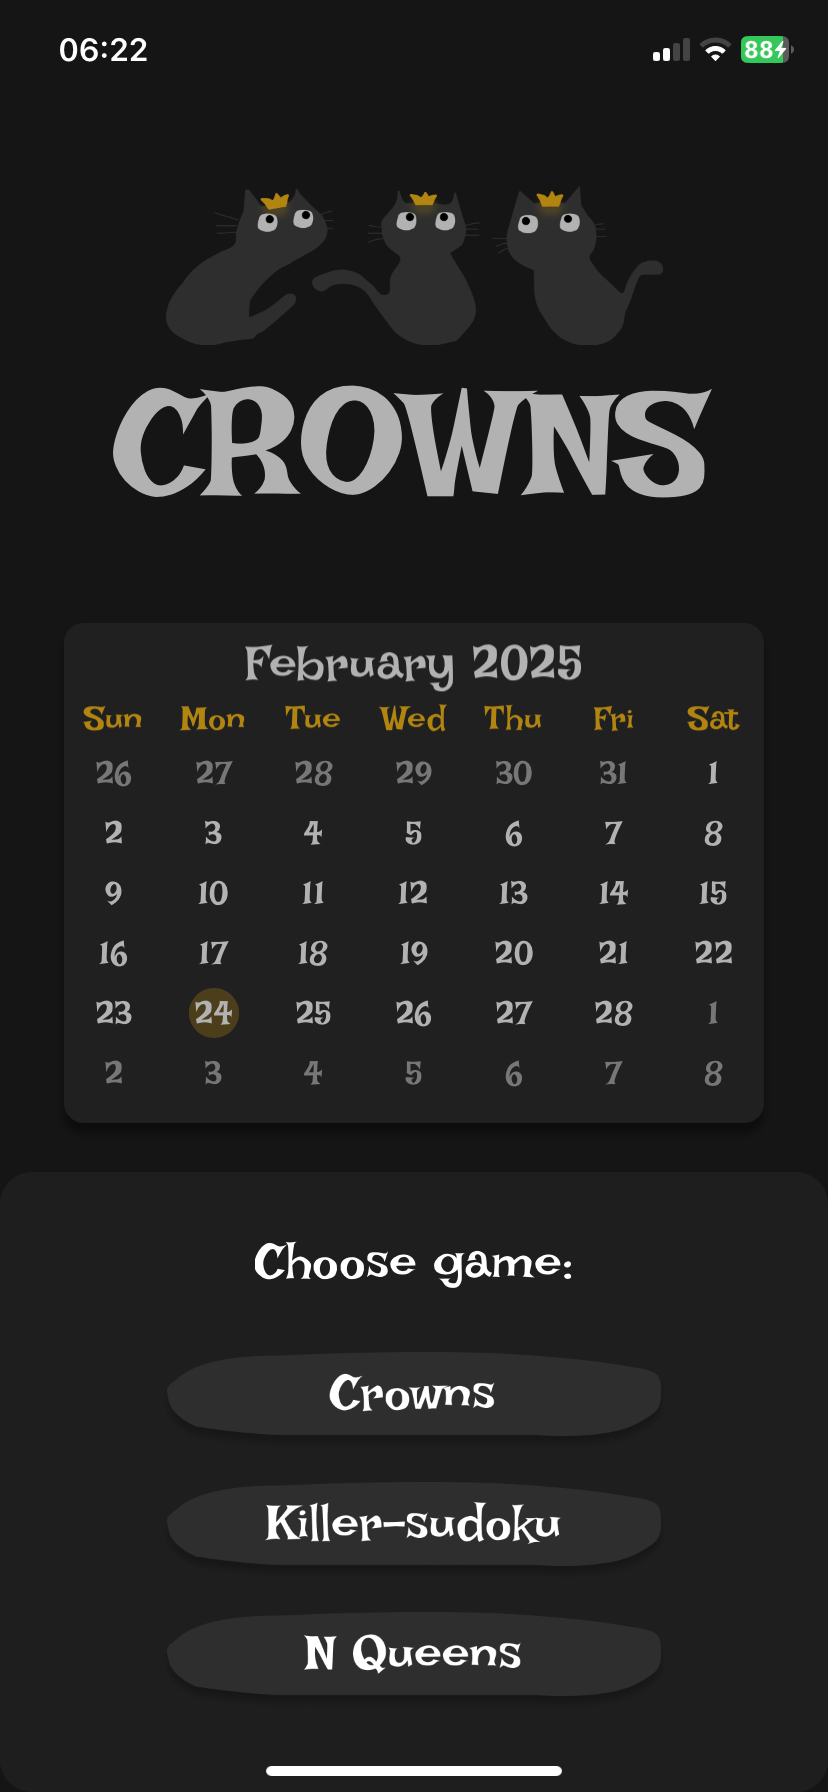 06:22
88
CROWNS
February 2025
Sun Mon Tue Wed Thu Fri Sat
26 27 28 29 30 31 1
2 3 4 5 6 7 8
9 10 11 12 13 14 15
16 17 18 19 20 21 22
23 24 25 26 27 28 1
2 3 4 5 6 7 8
Choose game:
Crowns
Killer-sudoku
N Queens